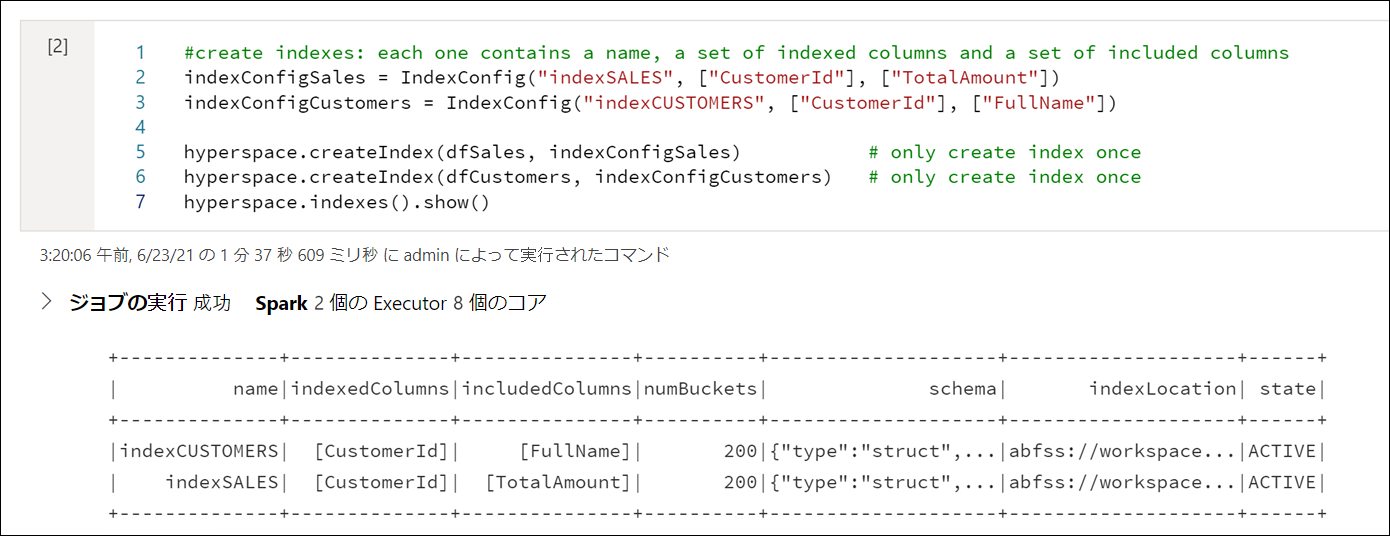 [2]
1 #create indexes: each one contains a name, a set of indexed columns and a set of included columns
2 indexConfigSales = IndexConfig("indexSALES", ["CustomerId"], ["TotalAmount"])
3 indexConfigCustomers = IndexConfig("indexCUSTOMERS", ["CustomerId"], ["FullName"])
4
5 hyperspace.createIndex(dfSales, indexConfigSales)           # only create index once
6 hyperspace.createIndex(dfCustomers, indexConfigCustomers)   # only create index once
7 hyperspace.indexes().show()
3:20:06 午前, 6/23/21 の 1 分 37 秒 609 ミリ秒 に admin によって実行されたコマンド
ジョブの実行 成功 Spark 2 個の Executor 8 個のコア
+--------------+--------------+---------------+----------+--------------------+--------------------+------+
|          name|indexedColumns|includedColumns|numBuckets|              schema|       indexLocation| state|
+--------------+--------------+---------------+----------+--------------------+--------------------+------+
|indexCUSTOMERS|  [CustomerId]|     [FullName]|       200|{"type":"struct",...|abfss://workspace...|ACTIVE|
|    indexSALES|  [CustomerId]|  [TotalAmount]|       200|{"type":"struct",...|abfss://workspace...|ACTIVE|
+--------------+--------------+---------------+----------+--------------------+--------------------+------+